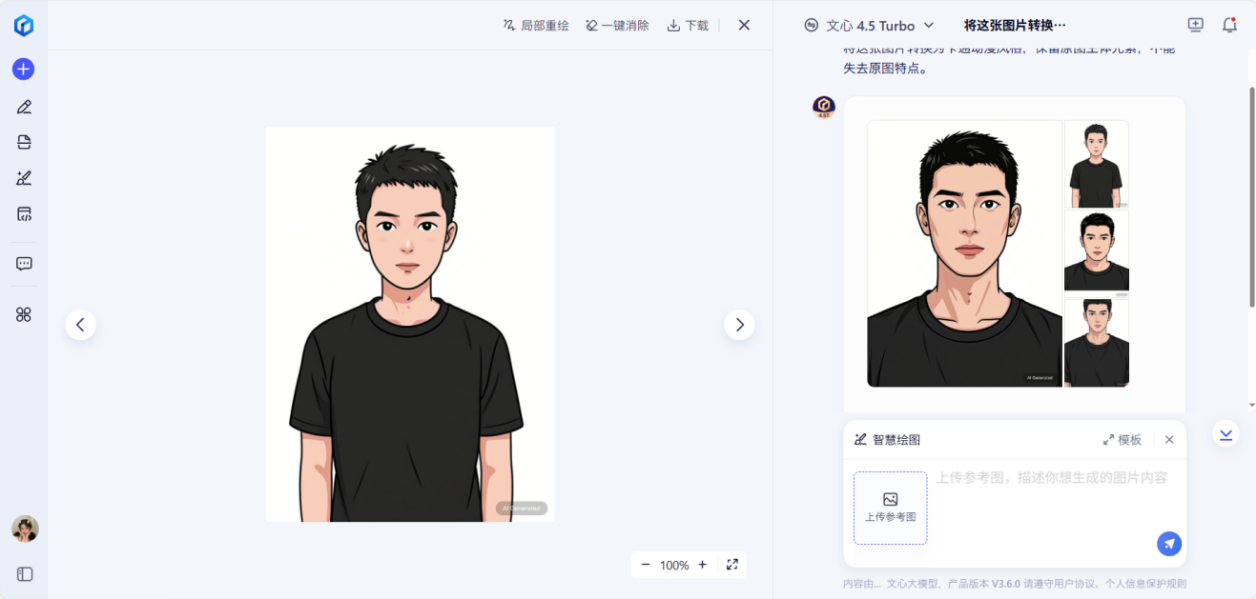 局部重绘
一键消除
下载
文心 4.5 Turbo
将这张图片转换···
将这张图片转换为卡通动漫风格，保留原图主体元素，不能
失去原图特点。
4.5T
AI Generated
AI Generated
100%
智慧绘图
模板
上传参考图，描述你想生成的图片内容
上传参考图
内容由... 文心大模型，产品版本 V3.6.0 请遵守用户协议、个人信息保护规则